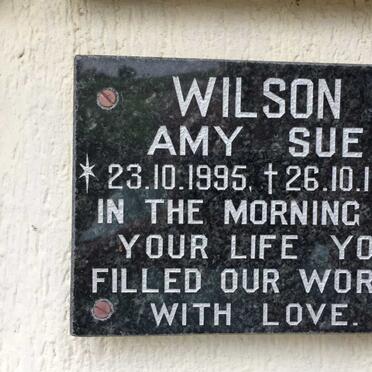 WILSON
AMY SUE
* 23.10.1995. † 26.10.1
IN THE MORNING
YOUR LIFE YO
FILLED OUR WOR
WITH LOVE.